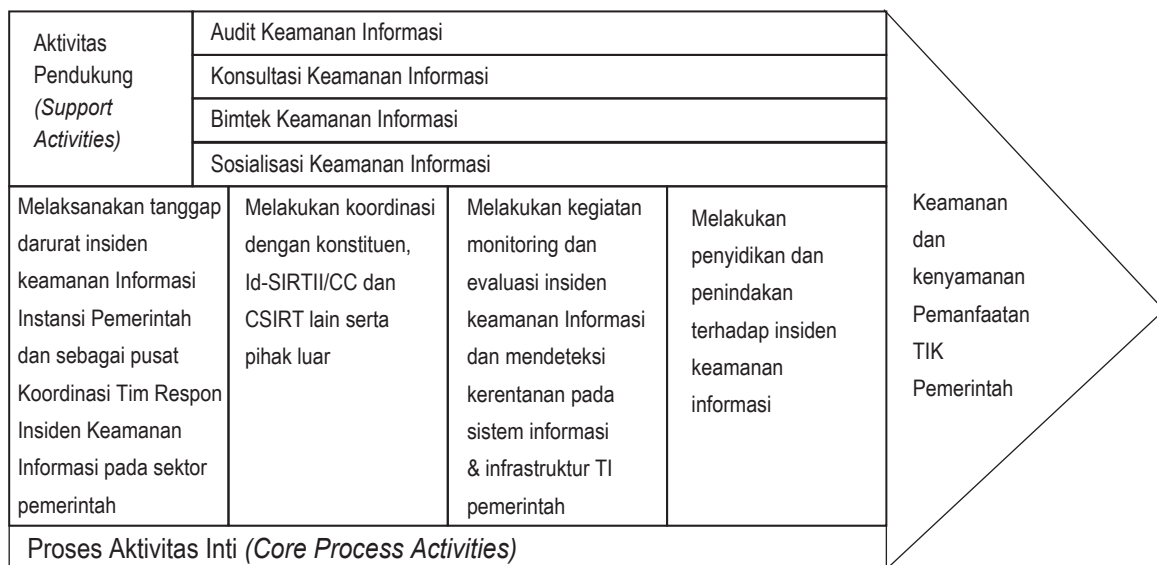 Aktivitas
Pendukung
(Support
Activities)
Audit Keamanan Informasi
Konsultasi Keamanan Informasi
Bimtek Keamanan Informasi
Sosialisasi Keamanan Informasi
Melaksanakan tanggap
darurat insiden
keamanan Informasi
Instansi Pemerintah
dan sebagai pusat
Koordinasi Tim Respon
Insiden Keamanan
Informasi pada sektor
pemerintah
Melakukan koordinasi
dengan konstituen,
Id-SIRTII/CC dan
CSIRT lain serta
pihak luar
Melakukan kegiatan
monitoring dan
evaluasi insiden
keamanan Informasi
dan mendeteksi
kerentanan pada
sistem informasi
& infrastruktur TI
pemerintah
Melakukan
penyidikan dan
penindakan
terhadap insiden
keamanan
informasi
Keamanan
dan
kenyamanan
Pemanfaatan
TIK
Pemerintah
Proses Aktivitas Inti (Core Process Activities)